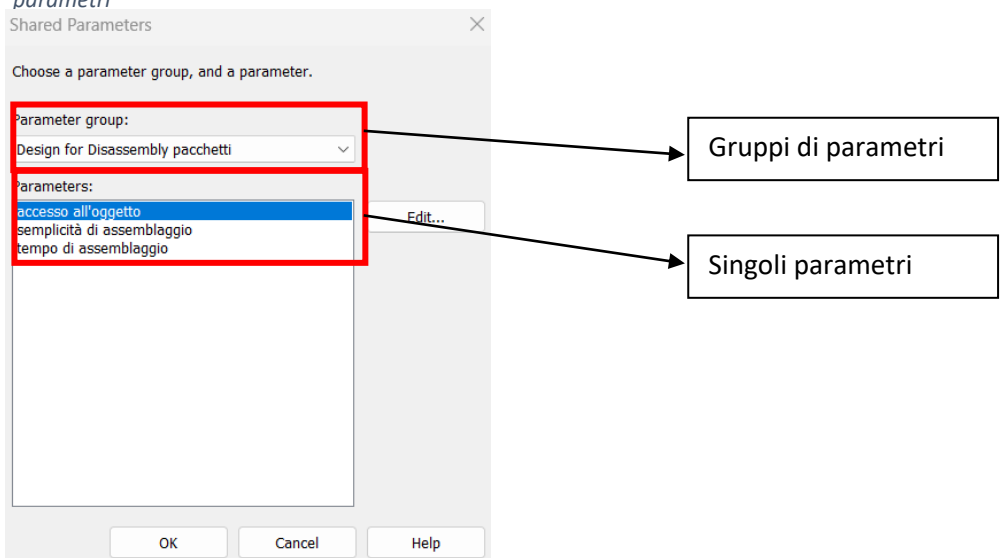 parametri
Shared Parameters
Choose a parameter group, and a parameter.
Parameter group:
Design for Disassembly pacchetti
Gruppi di parametri
Parameters:
accesso all'oggetto
Edit...
semplicità di assemblaggio
tempo di assemblaggio
Singoli parametri
OK
Cancel
Help